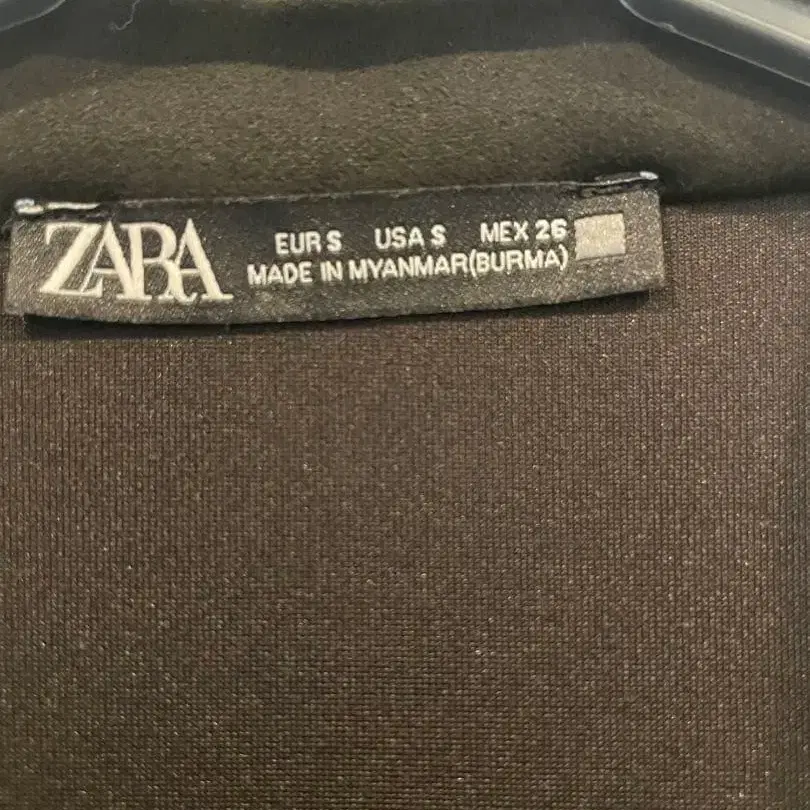 ZARA
EUR S USA S MEX 26
MADE IN MYANMAR(BURMA)